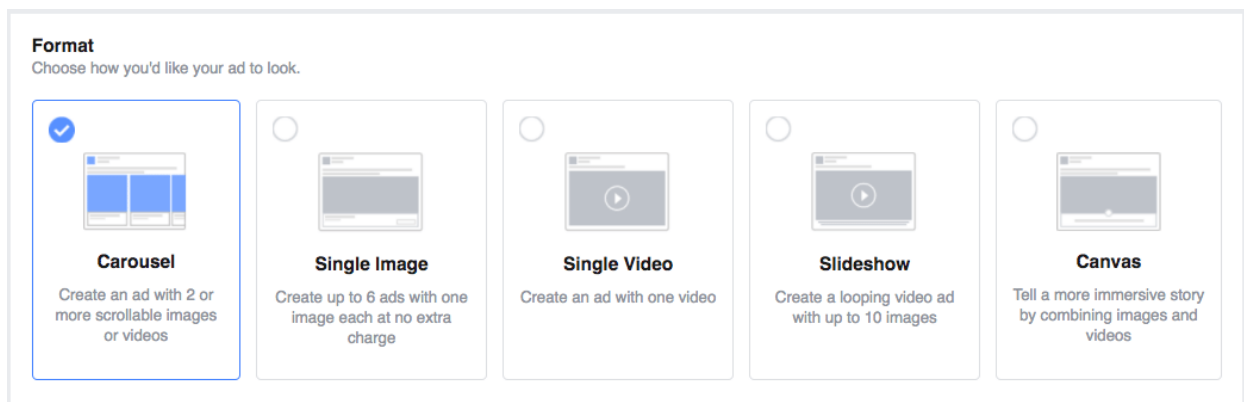 Format
Choose how you'd like your ad to look.
Carousel
Create an ad with 2 or
more scrollable images
or videos
Single Image
Create up to 6 ads with one
image each at no extra
charge
Single Video
Create an ad with one video
Slideshow
Create a looping video ad
with up to 10 images
Canvas
Tell a more immersive story
by combining images and
videos